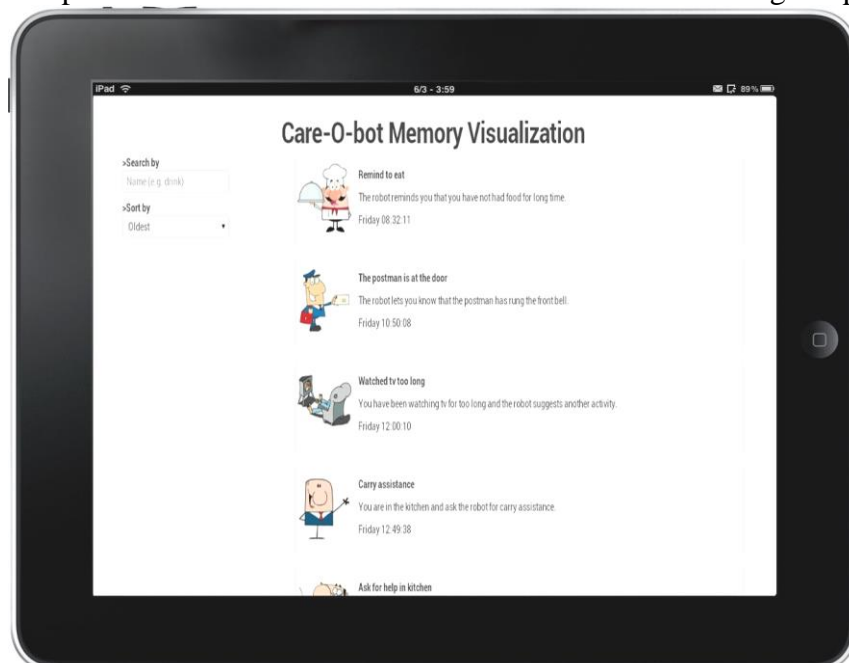 iPad
6/3 - 3:59
89%
Care-O-bot Memory Visualization
»Search by
Name (e.g. drink)
»Sort by
Oldest
Remind to eat
The robot reminds you that you have not had food for long time.
Friday 08:32:11
The postman is at the door
The robot lets you know that the postman has rung the front bell.
Friday 10:50:08
Watched tv too long
You have been watching tv for too long and the robot suggests another activity.
Friday 12:00:10
Carry assistance
You are in the kitchen and ask the robot for carry assistance.
Friday 12:49:38
Ask for help in kitchen